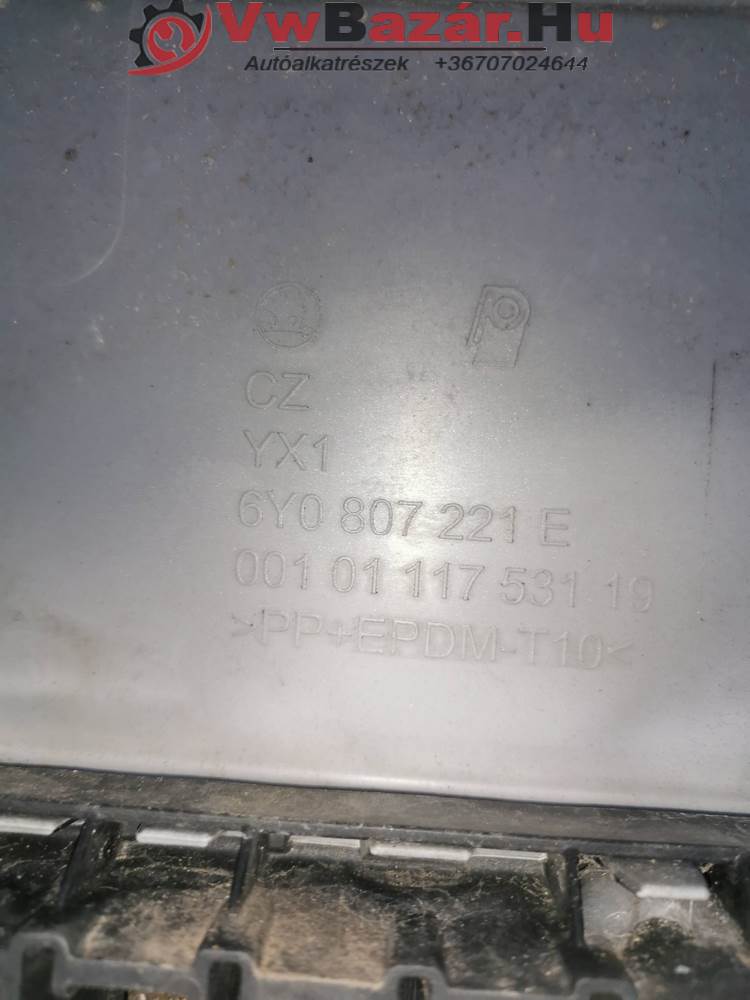 VwBazár.Hu
Autóalkatrészek +36707024644
CZ
YX1
6Y0 807 221 E
001 01 117 531 19
>PP+EPDM-T10<